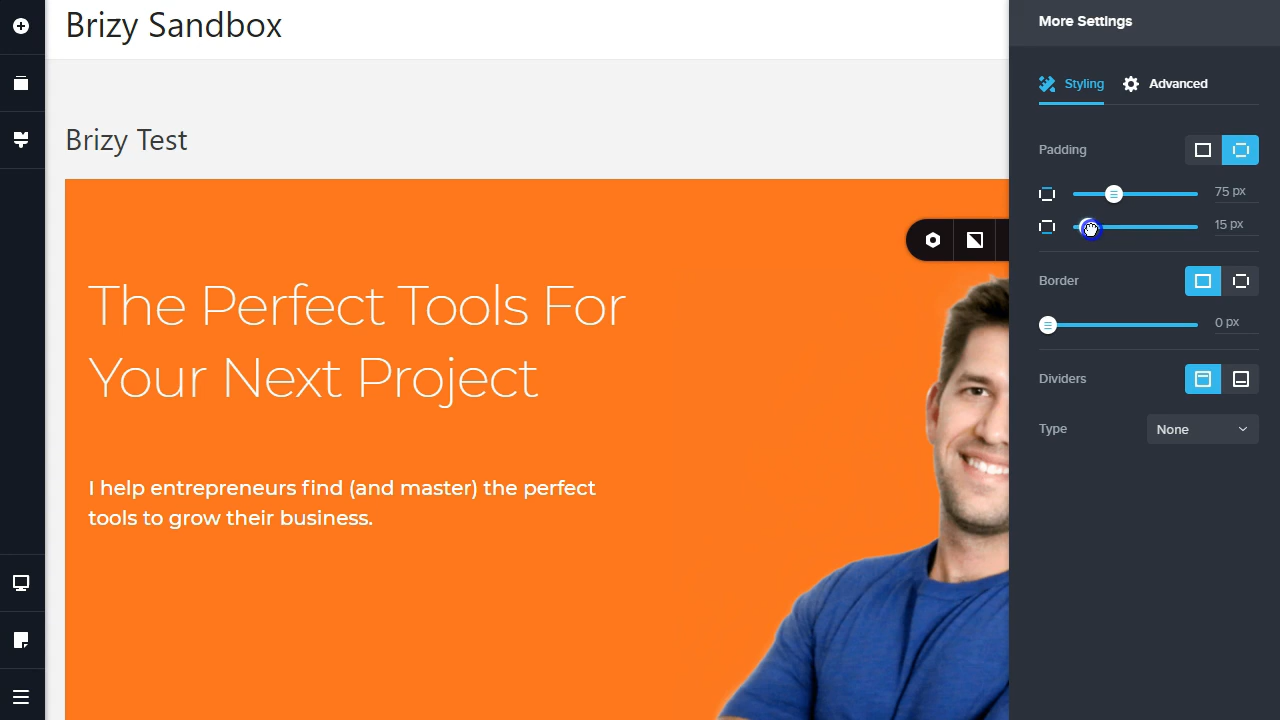 Brizy Sandbox
Brizy Test
The Perfect Tools For
Your Next Project
I help entrepreneurs find (and master) the perfect
tools to grow their business.
More Settings
Styling
Advanced
Padding
75 px
15 px
Border
0 px
Dividers
Type
None